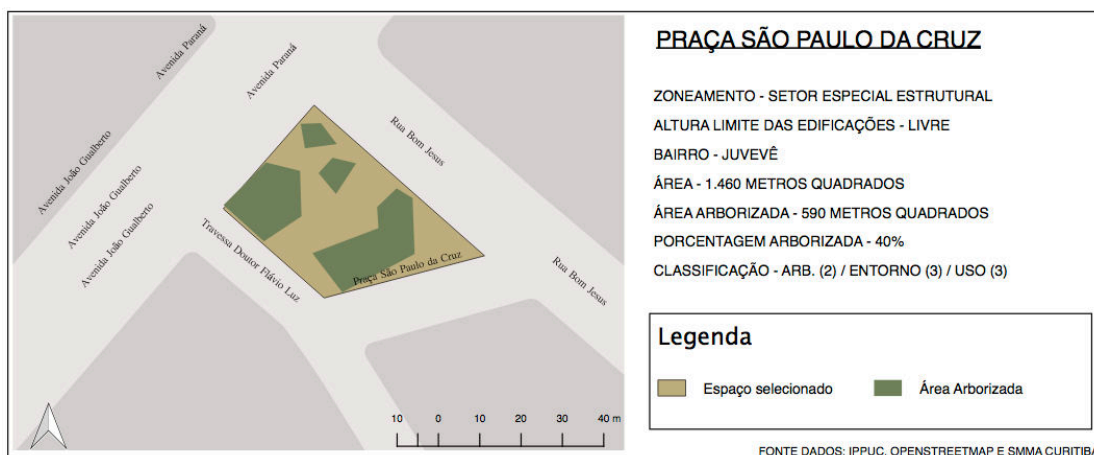 Avenida Paraná
Avenida Paraná
Avenida João Gualberto
Avenida João Gualberto
Avenida João Gualberto
Rua Bom Jesus
Travessa Doutor Flávio Luz
Praça São Paulo da Cruz
Rua Bom Jesus
10 0 10 20 30 40 m
PRAÇA SÃO PAULO DA CRUZ
ZONEAMENTO - SETOR ESPECIAL ESTRUTURAL
ALTURA LIMITE DAS EDIFICAÇÕES - LIVRE
BAIRRO - JUVEVÊ
ÁREA - 1.460 METROS QUADRADOS
ÁREA ARBORIZADA - 590 METROS QUADRADOS
PORCENTAGEM ARBORIZADA - 40%
CLASSIFICAÇÃO - ARB. (2) / ENTORNO (3) / USO (3)
Legenda
Espaço selecionado
Área Arborizada
FONTE DADOS: IPPUC, OPENSTREETMAP E SMMA CURITIBA